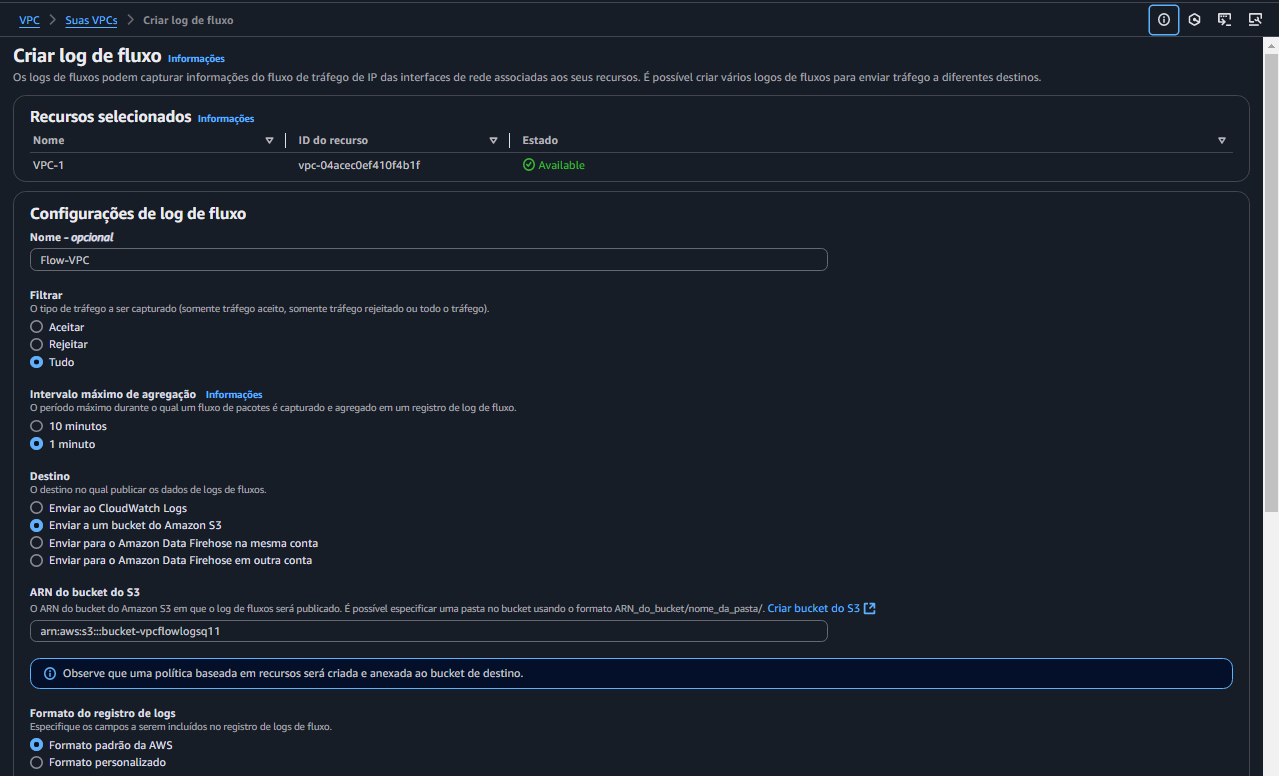 VPC > Suas VPCs > Criar log de fluxo
Criar log de fluxo Informações
Os logs de fluxos podem capturar informações do fluxo de tráfego de IP das interfaces de rede associadas aos seus recursos. É possível criar vários logos de fluxos para enviar tráfego a diferentes destinos.
Recursos selecionados Informações
Nome ID do recurso Estado
VPC-1 vpc-04acec0ef410f4b1f Available
Configurações de log de fluxo
Nome - opcional
Flow-VPC
Filtrar
O tipo de tráfego a ser capturado (somente tráfego aceito, somente tráfego rejeitado ou todo o tráfego).
Aceitar
Rejeitar
Tudo
Intervalo máximo de agregação Informações
O período máximo durante o qual um fluxo de pacotes é capturado e agregado em um registro de log de fluxo.
10 minutos
1 minuto
Destino
O destino no qual publicar os dados de logs de fluxos.
Enviar ao CloudWatch Logs
Enviar a um bucket do Amazon S3
Enviar para o Amazon Data Firehose na mesma conta
Enviar para o Amazon Data Firehose em outra conta
ARN do bucket do S3
O ARN do bucket do Amazon S3 em que o log de fluxos será publicado. É possível especificar uma pasta no bucket usando o formato ARN_do_bucket/nome_da_pasta/. Criar bucket do S3
arn:aws:s3:::bucket-vpcflowlogsq11
Observe que uma política baseada em recursos será criada e anexada ao bucket de destino.
Formato do registro de logs
Especifique os campos a serem incluídos no registro de logs de fluxo.
Formato padrão da AWS
Formato personalizado